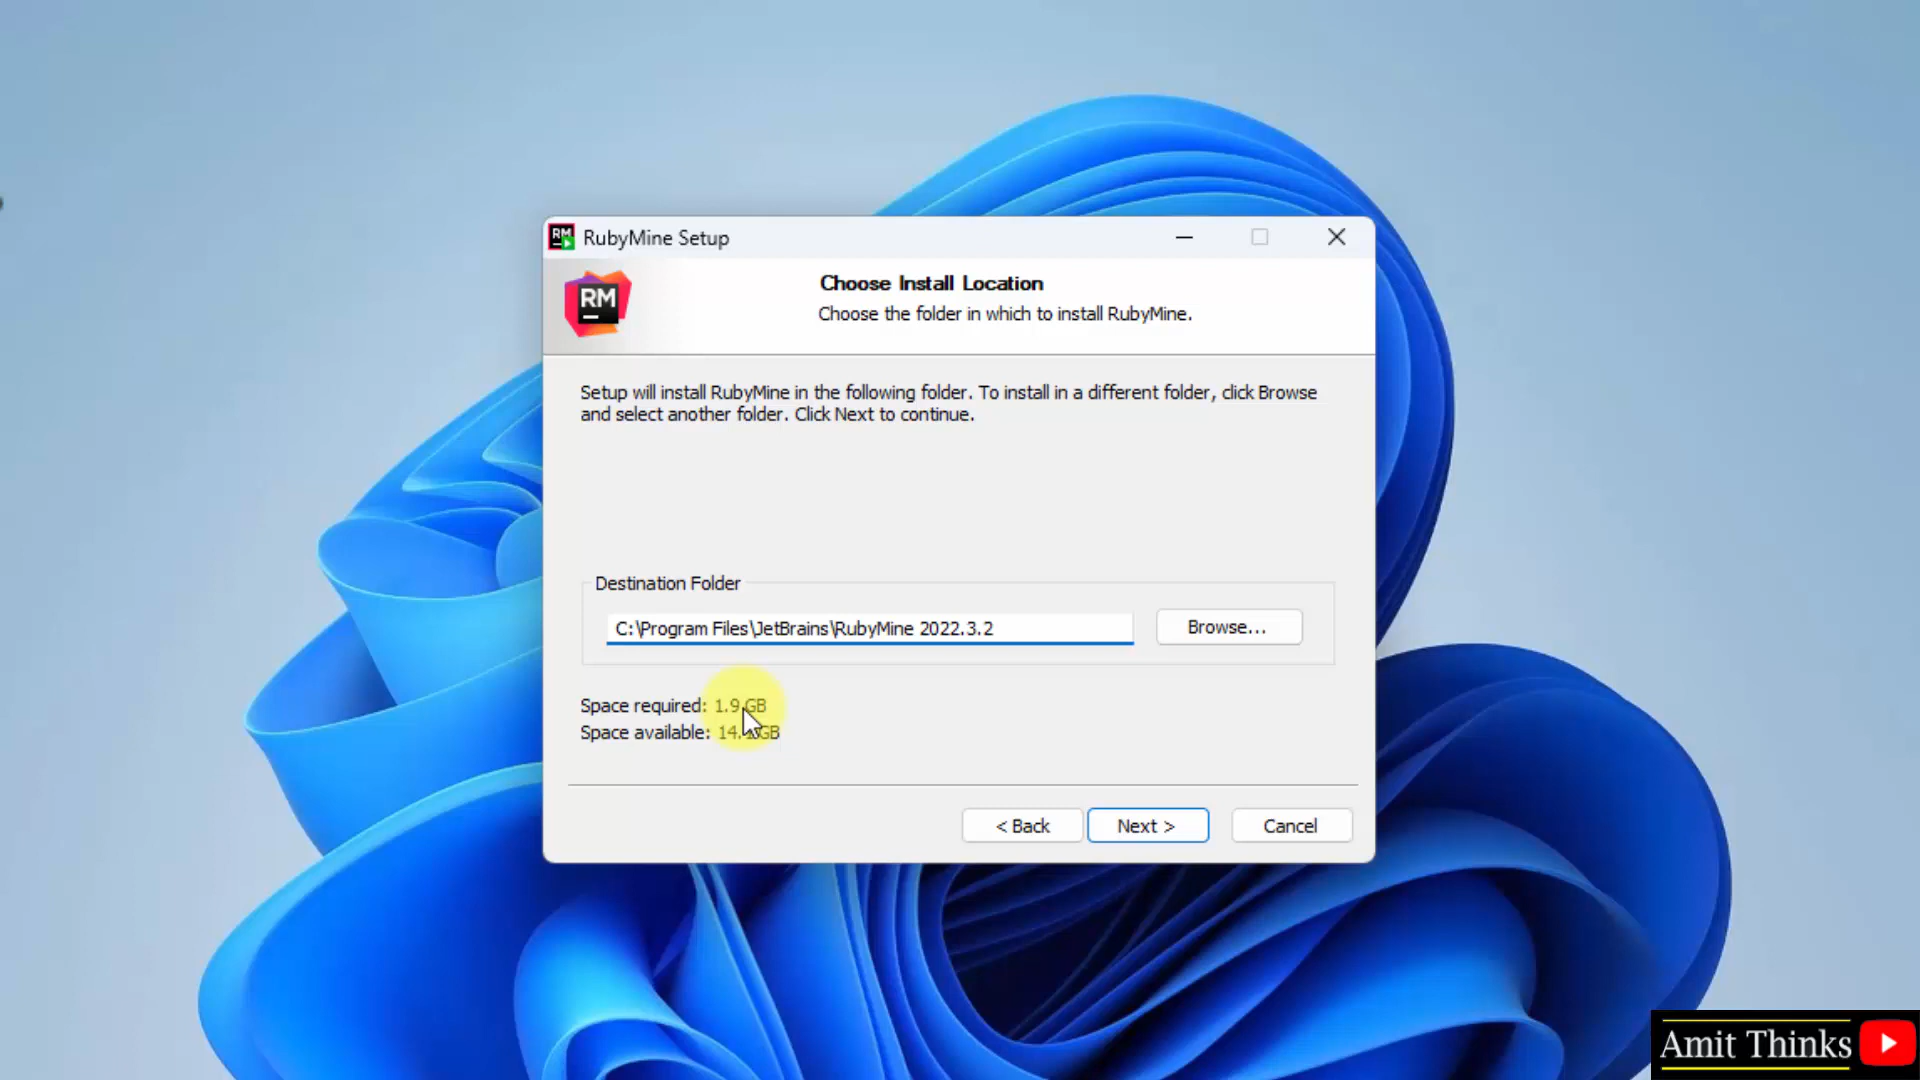 RubyMine Setup
RM
Choose Install Location
Choose the folder in which to install RubyMine.
Setup will install RubyMine in the following folder. To install in a different folder, click Browse
and select another folder. Click Next to continue.
Destination Folder
C:\Program Files\JetBrains\RubyMine 2022.3.2
Browse...
Space required: 1.9 GB
Space available:
< Back
Next >
Cancel
Amit Thinks